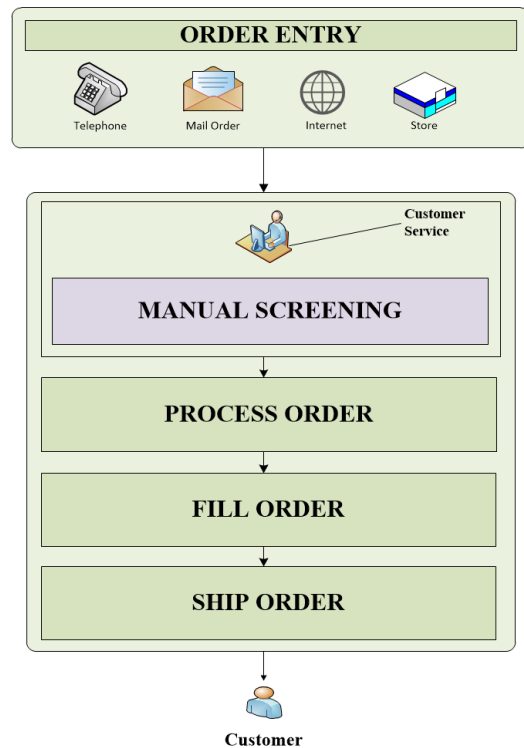 ORDER ENTRY
Telephone
Mail Order
Internet
Store
Customer
Service
MANUAL SCREENING
PROCESS ORDER
FILL ORDER
SHIP ORDER
Customer